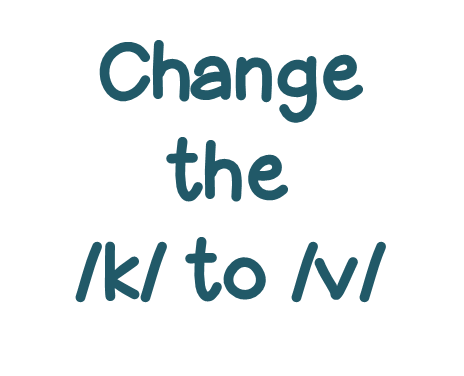 Change
the
/k/ to /v/